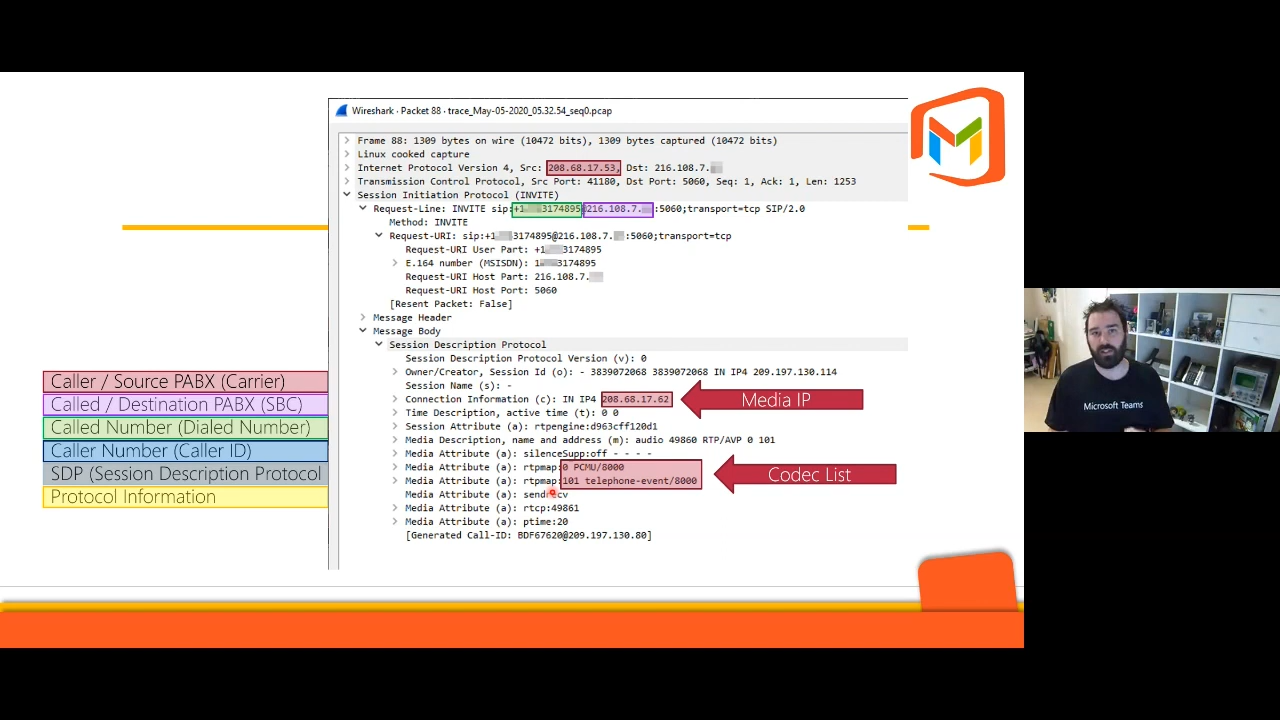 Wireshark · Packet 88 · trace_May-05-2020_05.32.54_seq0.pcap
Frame 88: 1309 bytes on wire (10472 bits), 1309 bytes captured (10472 bits)
Linux cooked capture
Internet Protocol Version 4, Src: 208.68.17.53, Dst: 216.108.7.
Transmission Control Protocol, Src Port: 41180, Dst Port: 5060, Seq: 1, Ack: 1, Len: 1253
Session Initiation Protocol (INVITE)
Request-Line: INVITE sip:+1 3174895@216.108.7. :5060;transport=tcp SIP/2.0
Method: INVITE
Request-URI: sip:+1 3174895@216.108.7. :5060;transport=tcp
Request-URI User Part: +1 3174895
E.164 number (MSISDN): 1 3174895
Request-URI Host Part: 216.108.7.
Request-URI Host Port: 5060
[Resent Packet: False]
Message Header
Message Body
Session Description Protocol
Session Description Protocol Version (v): 0
Owner/Creator, Session Id (o): - 3839072068 3839072068 IN IP4 209.197.130.114
Session Name (s): -
Connection Information (c): IN IP4 208.68.17.62
Time Description, active time (t): 0 0
Session Attribute (a): rtpengine:d963cff120d1
Media Description, name and address (m): audio 49860 RTP/AVP 0 101
Media Attribute (a): silenceSupp:off - - - -
Media Attribute (a): rtpmap:0 PCMU/8000
Media Attribute (a): rtpmap:101 telephone-event/8000
Media Attribute (a): sendrecv
Media Attribute (a): rtcp:49861
Media Attribute (a): ptime:20
[Generated Call-ID: BDF67620@209.197.130.80]
Media IP
Codec List
Caller / Source PABX (Carrier)
Called / Destination PABX (SBC)
Called Number (Dialed Number)
Caller Number (Caller ID)
SDP (Session Description Protocol
Protocol Information
Microsoft Teams